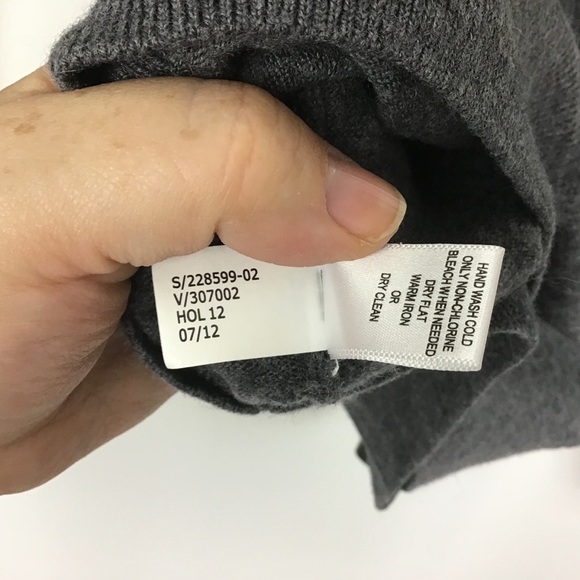 S/228599-02
V/307002
HOL 12
07/12
HAND WASH COLD
ONLY NON-CHLORINE
BLEACH WHEN NEEDED
DRY FLAT
WARM IRON
OR
DRY CLEAN